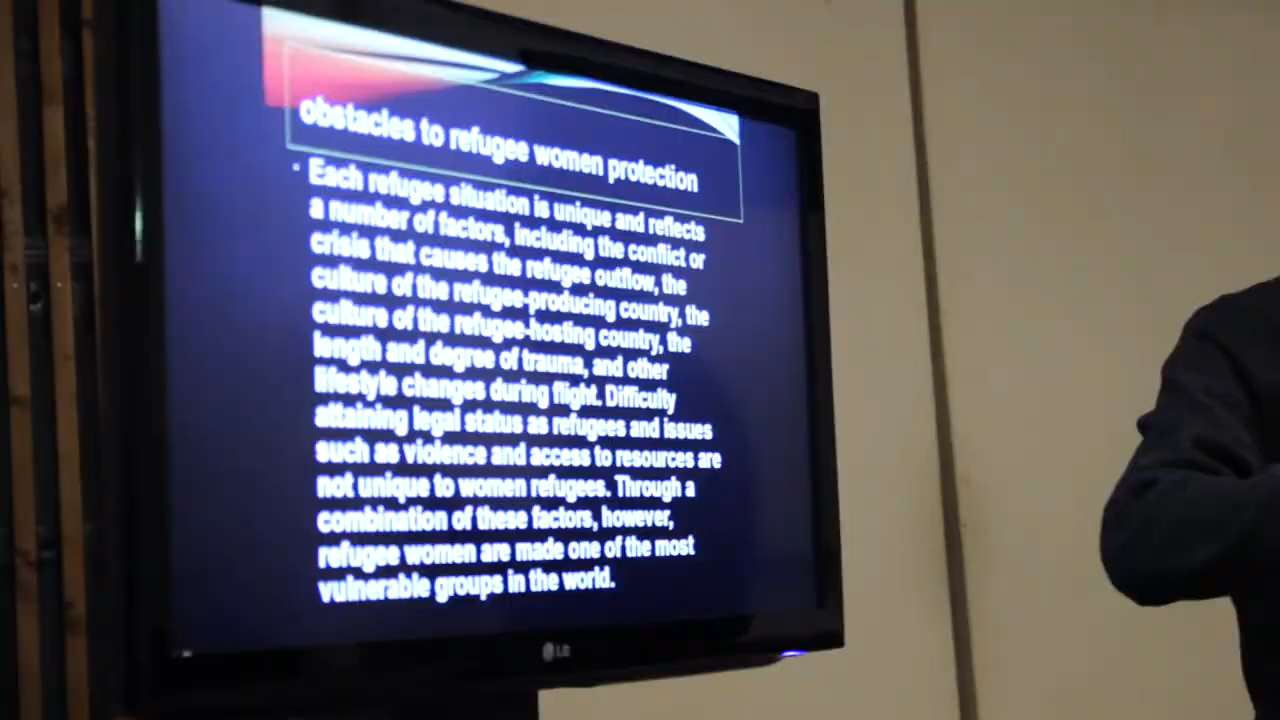 obstacles to refugee women protection
Each refugee situation is unique and reflects
a number of factors, including the conflict or
crisis that causes the refugee outflow, the
culture of the refugee-producing country, the
culture of the refugee-hosting country, the
length and degree of trauma, and other
lifestyle changes during flight. Difficulty
attaining legal status as refugees and issues
such as violence and access to resources are
not unique to women refugees. Through a
combination of these factors, however,
refugee women are made one of the most
vulnerable groups in the world.
LG